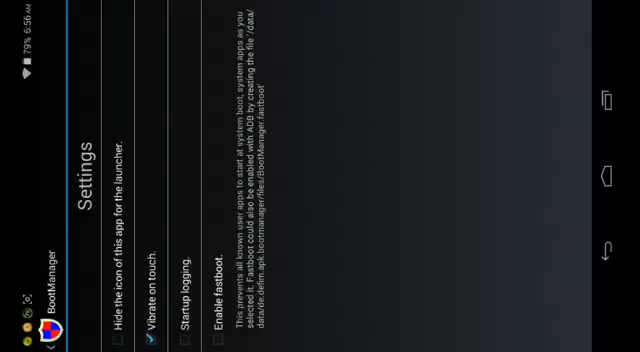 79% 6:56 AM
BootManager
Settings
Hide the icon of this app for the launcher.
Vibrate on touch.
Startup logging.
Enable fastboot.
This prevents all known user apps to start at system boot, system apps as you
selected it. Fastboot could also be enabled with ADB by creating the file '/data/
data/de.defim.apk.bootmanager/files/BootManager.fastboot'